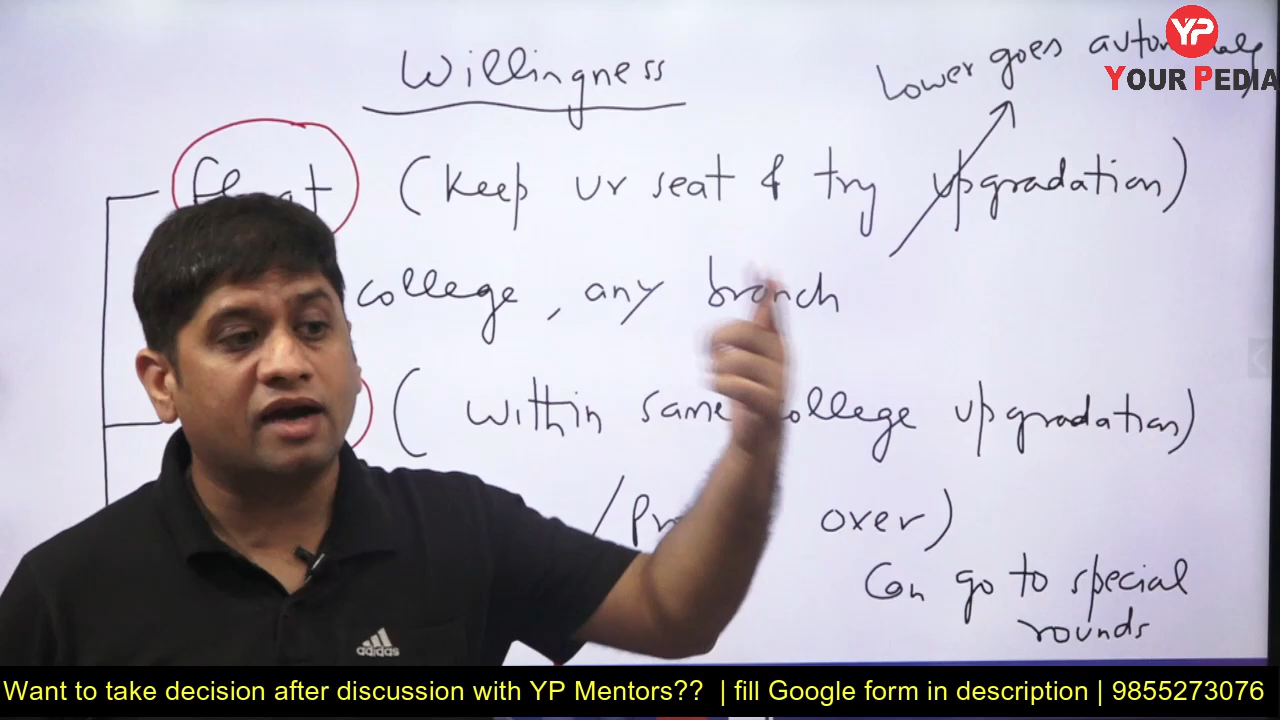 YP
YOUR PEDIA
Willingness
Lower goes
(Keep ur seat & try upgradation)
college, any branch
(within same college upgradation)
over)
Can go to special
rounds
adidas
Want to take decision after discussion with YP Mentors?? | fill Google form in description | 9855273076